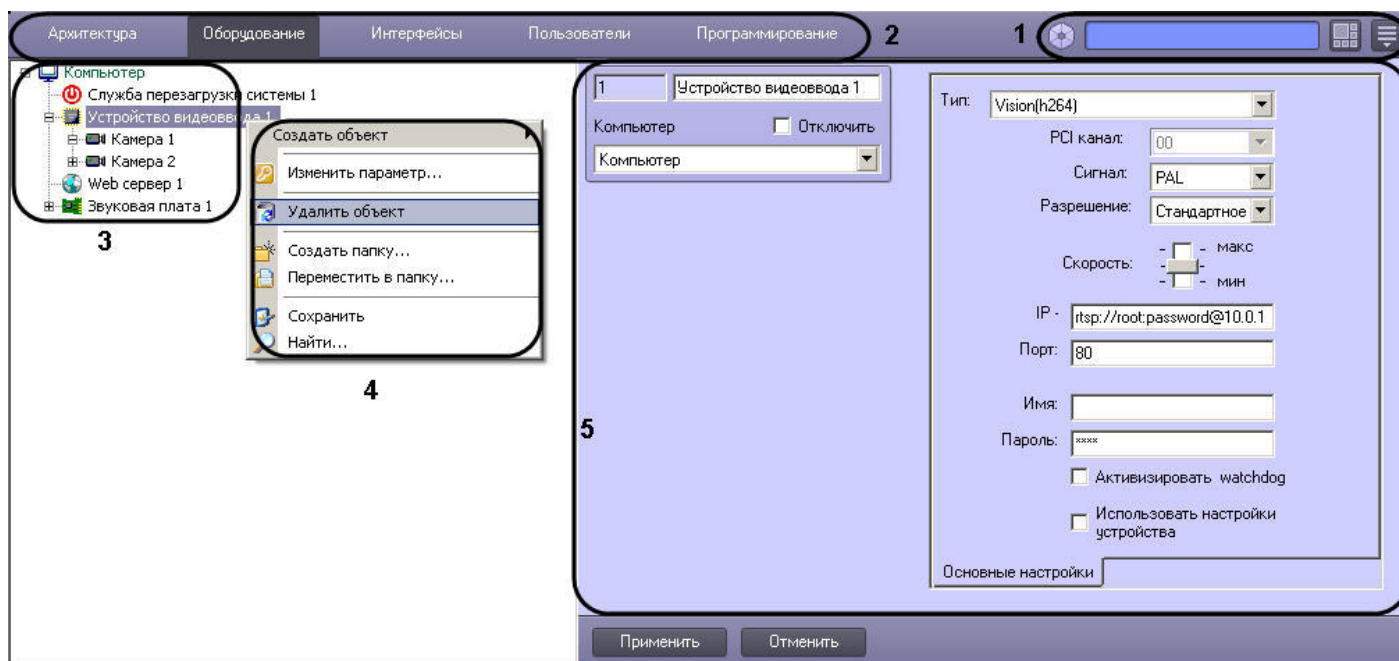 Архитектура Оборудование Интерфейсы Пользователи Программирование 2 1
Компьютер
Служба перезагрузки системы 1
Устройство видеоввода 1
Камера 1
Камера 2
Web сервер 1
Звуковая плата 1
3
Создать объект
Изменить параметр...
Удалить объект
Создать папку...
Переместить в папку...
Сохранить
Найти...
4
1 Устройство видеоввода 1
Компьютер Отключить
Компьютер
5
Тип: Vision(h264)
PCI канал: 00
Сигнал: PAL
Разрешение: Стандартное
Скорость: макс
мин
IP - rtsp://root:password@10.0.1
Порт: 80
Имя:
Пароль: ****
Активизировать watchdog
Использовать настройки
устройства
Основные настройки
Применить Отменить